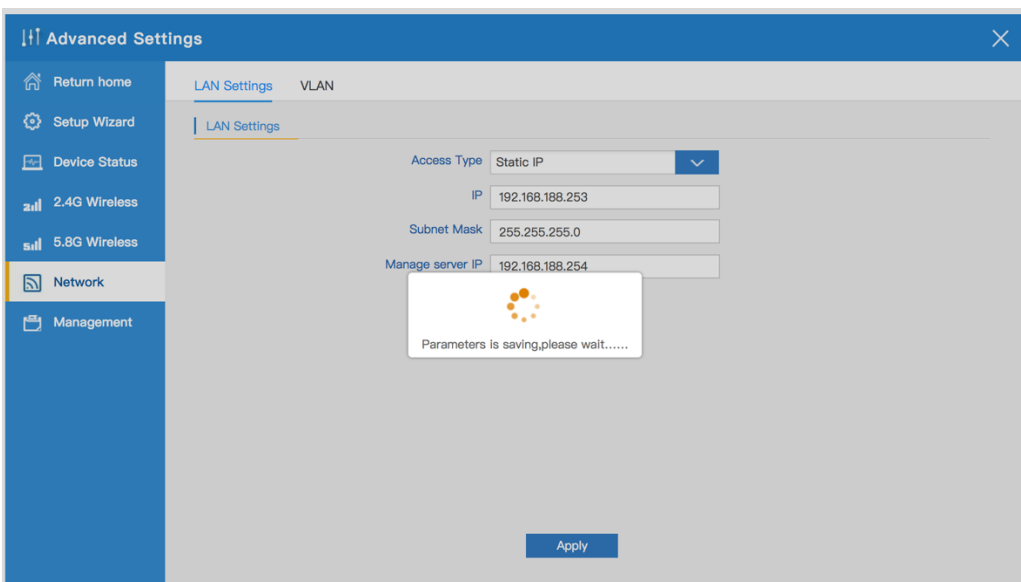 Advanced Settings
Return home
Setup Wizard
Device Status
2.4G Wireless
5.8G Wireless
Network
Management
LAN Settings VLAN
LAN Settings
Access Type Static IP
IP 192.168.188.253
Subnet Mask 255.255.255.0
Manage server IP 192.168.188.254
Parameters is saving,please wait......
Apply